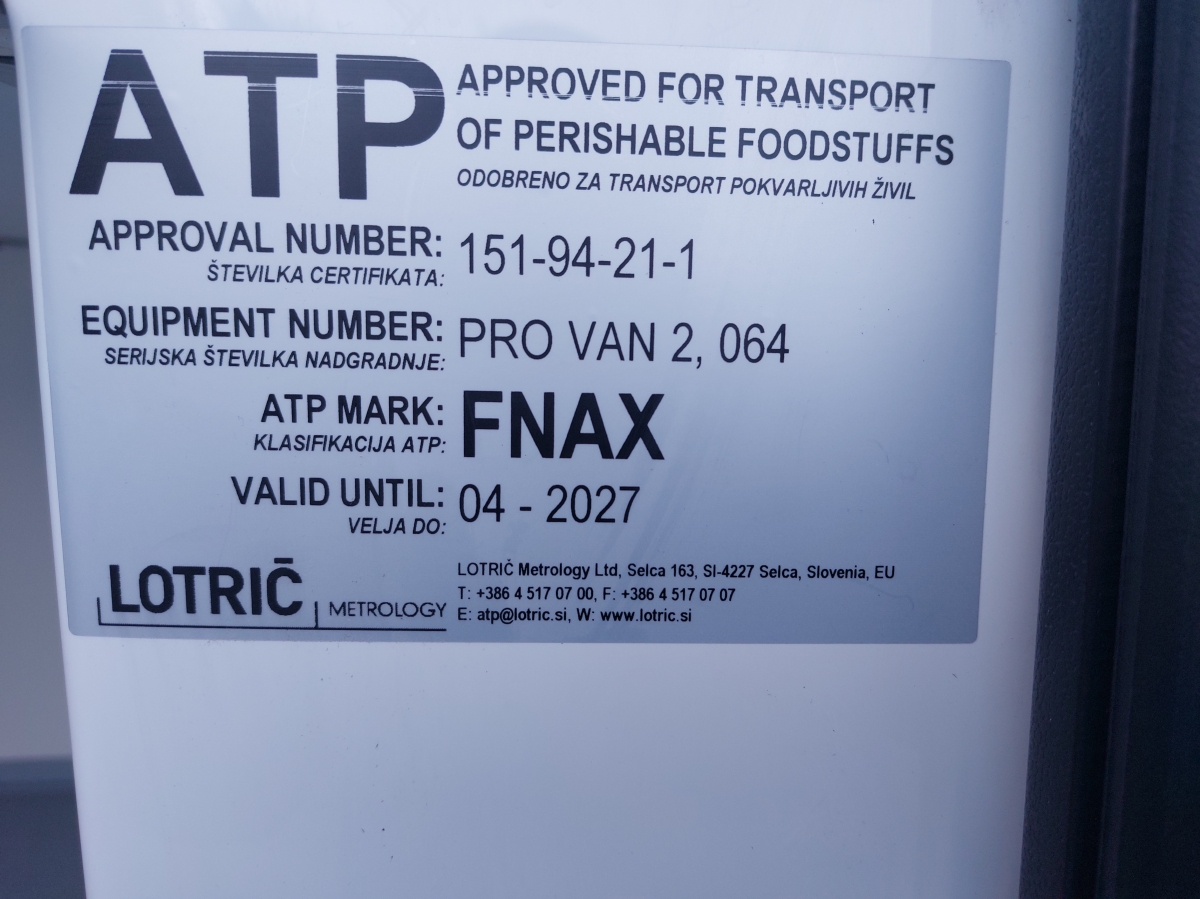 ATP
APPROVED FOR TRANSPORT
OF PERISHABLE FOODSTUFFS
ODOBRENO ZA TRANSPORT POKVARLJIVIH ŽIVIL
APPROVAL NUMBER: 151-94-21-1
ŠTEVILKA CERTIFIKATA:
EQUIPMENT NUMBER: PRO VAN 2, 064
SERIJSKA ŠTEVILKA NADGRADNJE:
ATP MARK: FNAX
KLASIFIKACIJA ATP:
VALID UNTIL: 04 - 2027
VELJA DO:
LOTRIČ METROLOGY
LOTRIČ Metrology Ltd, Selca 163, SI-4227 Selca, Slovenia, EU
T: +386 4 517 07 00, F: +386 4 517 07 07
E: atp@lotric.si, W: www.lotric.si